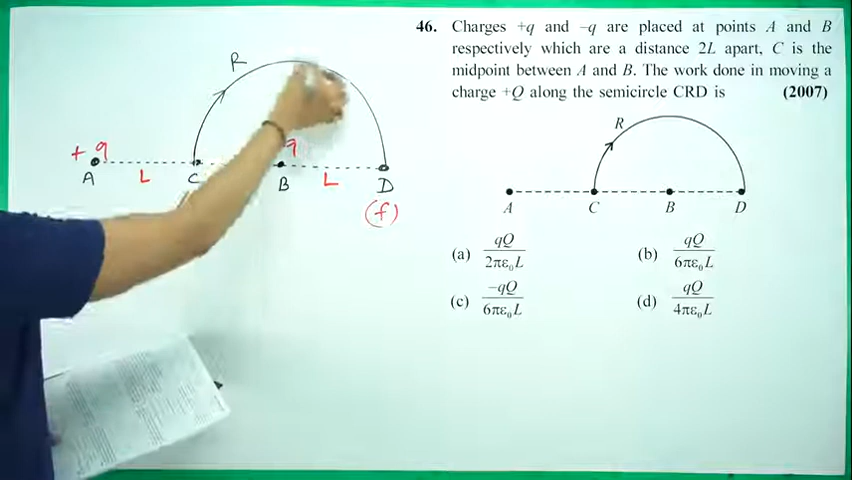 46. Charges +q and –q are placed at points A and B
respectively which are a distance 2L apart, C is the
midpoint between A and B. The work done in moving a
charge +Q along the semicircle CRD is (2007)
R
A C B D
(a) qQ/2πε₀L (b) qQ/6πε₀L
(c) –qQ/6πε₀L (d) qQ/4πε₀L
R
+q q
A L C B L D
(f)